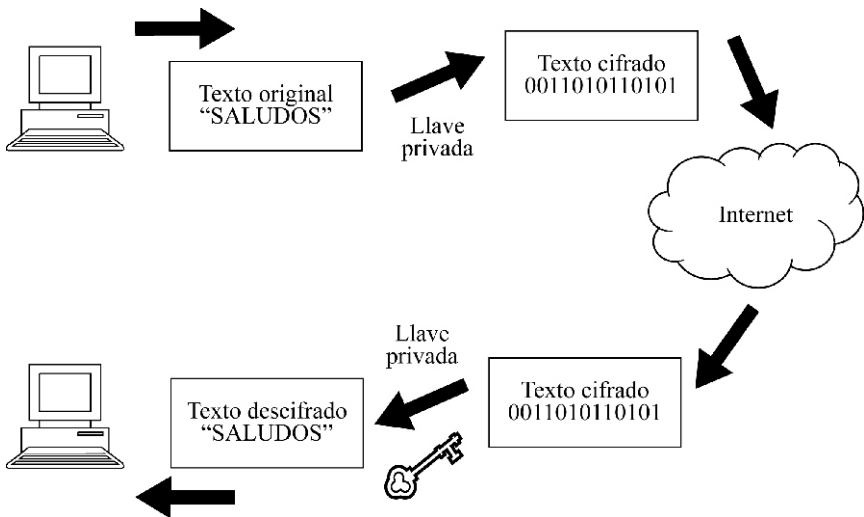 Texto original
“SALUDOS”
Llave
privada
Texto cifrado
0011010110101
Internet
Texto cifrado
0011010110101
Llave
privada
Texto descifrado
“SALUDOS”